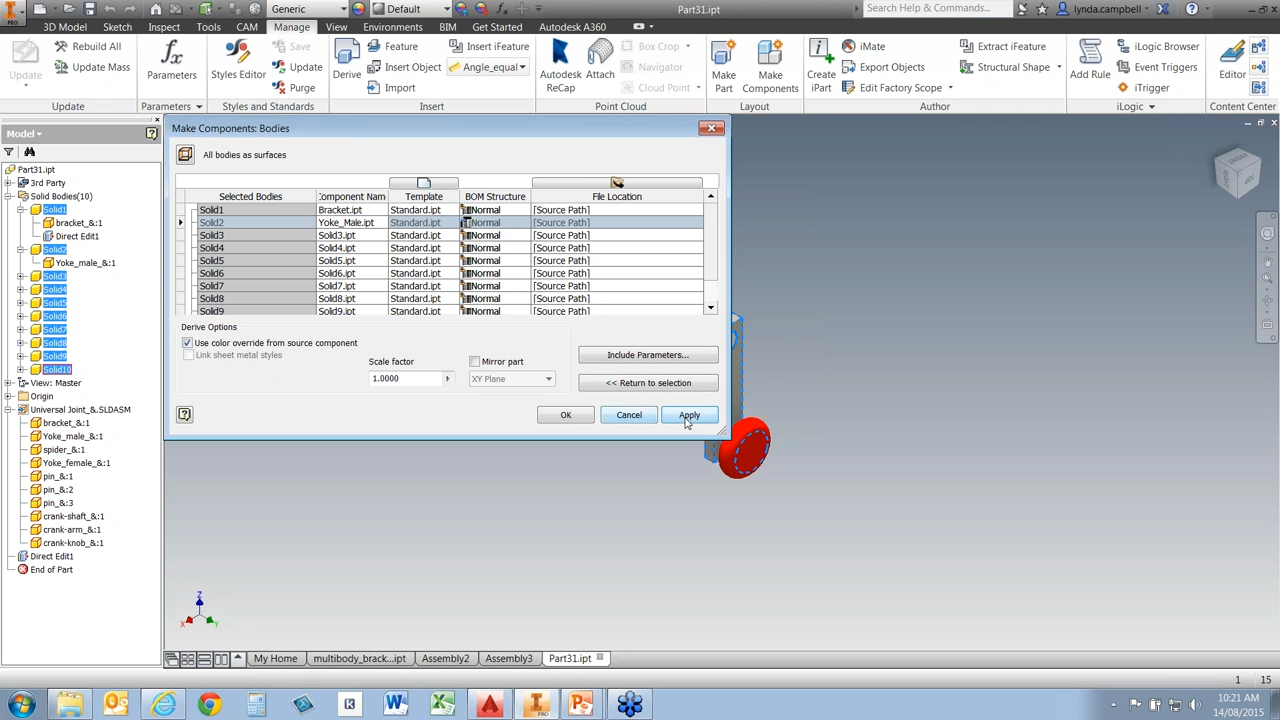 I PRO
Generic
Default
Part31.ipt
Search Help & Commands...
lynda.campbell
3D Model Sketch Inspect Tools CAM Manage View Environments BIM Get Started Autodesk A360
Update
Rebuild All
Update Mass
Update
fx
Parameters
Parameters
Styles Editor
Save
Update
Purge
Styles and Standards
Feature
Import Object
Import
Insert iFeature
Angle_equal
Derive
Insert
Autodesk ReCap
Attach
Box Crop
Navigator
Cloud Point
Point Cloud
Make Part
Make Components
Layout
Create iPart
iMate
Export Objects
Edit Factory Scope
Extract iFeature
Structural Shape
Author
Add Rule
iLogic Browser
Event Triggers
iTrigger
iLogic
Editor
Content Center
Model
Part31.ipt
3rd Party
Solid Bodies(10)
Solid1
bracket_&:1
Direct Edit1
Solid2
Yoke_male_&:1
Solid3
Solid4
Solid5
Solid6
Solid7
Solid8
Solid9
Solid10
View: Master
Origin
Universal Joint_&.SLDASM
bracket_&:1
Yoke_male_&:1
spider_&:1
Yoke_female_&:1
pin_&:1
pin_&:2
pin_&:3
crank-shaft_&:1
crank-arm_&:1
crank-knob_&:1
Direct Edit1
End of Part
Make Components: Bodies
All bodies as surfaces
Selected Bodies Component Nam Template BOM Structure File Location
Solid1 Bracket.ipt Standard.ipt Normal [Source Path]
Solid2 Yoke_Male.ipt Standard.ipt Normal [Source Path]
Solid3 Solid3.ipt Standard.ipt Normal [Source Path]
Solid4 Solid4.ipt Standard.ipt Normal [Source Path]
Solid5 Solid5.ipt Standard.ipt Normal [Source Path]
Solid6 Solid6.ipt Standard.ipt Normal [Source Path]
Solid7 Solid7.ipt Standard.ipt Normal [Source Path]
Solid8 Solid8.ipt Standard.ipt Normal [Source Path]
Solid9 Solid9.ipt Standard.ipt Normal [Source Path]
Derive Options
Use color override from source component
Link sheet metal styles
Scale factor
1.0000
Mirror part
XY Plane
Include Parameters...
<< Return to selection
OK
Cancel
Apply
Z
X
Y
My Home multibody_brack...ipt Assembly2 Assembly3 Part31.ipt
1 15
10:21 AM
14/08/2015